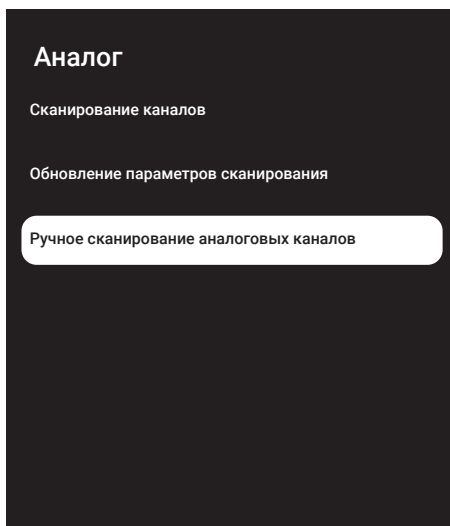 Аналог
Сканирование каналов
Обновление параметров сканирования
Ручное сканирование аналоговых каналов